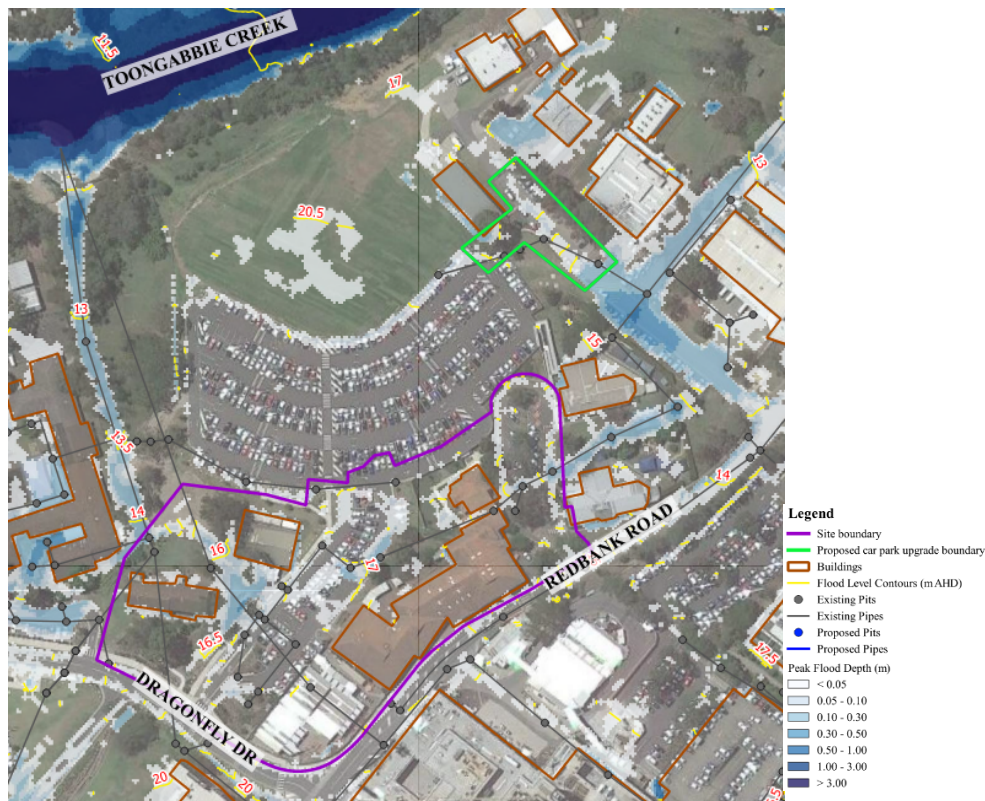 11.5
TOONGABBIE CREEK
17
13
20.5
13
15
13.5
14
14
16
17
16.5
REDBANK ROAD
17.5
DRAGONFLY DR
20
20
Legend
Site boundary
Proposed car park upgrade boundary
Buildings
Flood Level Contours (m AHD)
Existing Pits
Existing Pipes
Proposed Pits
Proposed Pipes
Peak Flood Depth (m)
< 0.05
0.05 - 0.10
0.10 - 0.30
0.30 - 0.50
0.50 - 1.00
1.00 - 3.00
> 3.00